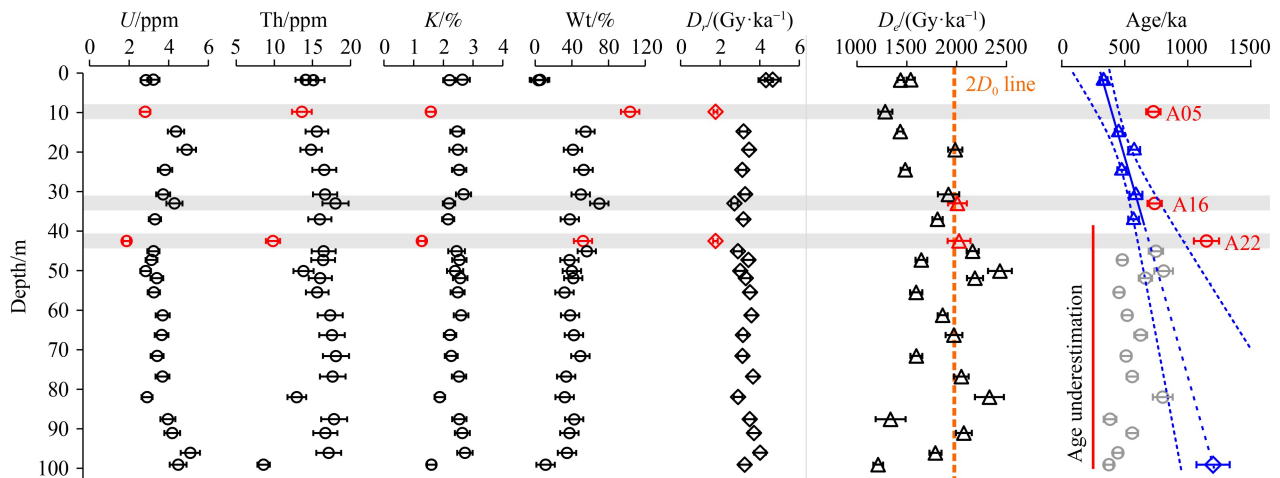 U/ppm Th/ppm K/% Wt/% Dr/(Gy·ka⁻¹) De/(Gy·ka⁻¹) Age/ka
0 2 4 6 5 10 15 20 0 1 2 3 4 0 40 80 120 0 2 4 6 1000 1500 2000 2500 0 500 1000 1500
0
2D0 line
10
A05
20
30
A16
40
A22
50
60
70
80
90
100
Depth/m
Age underestimation